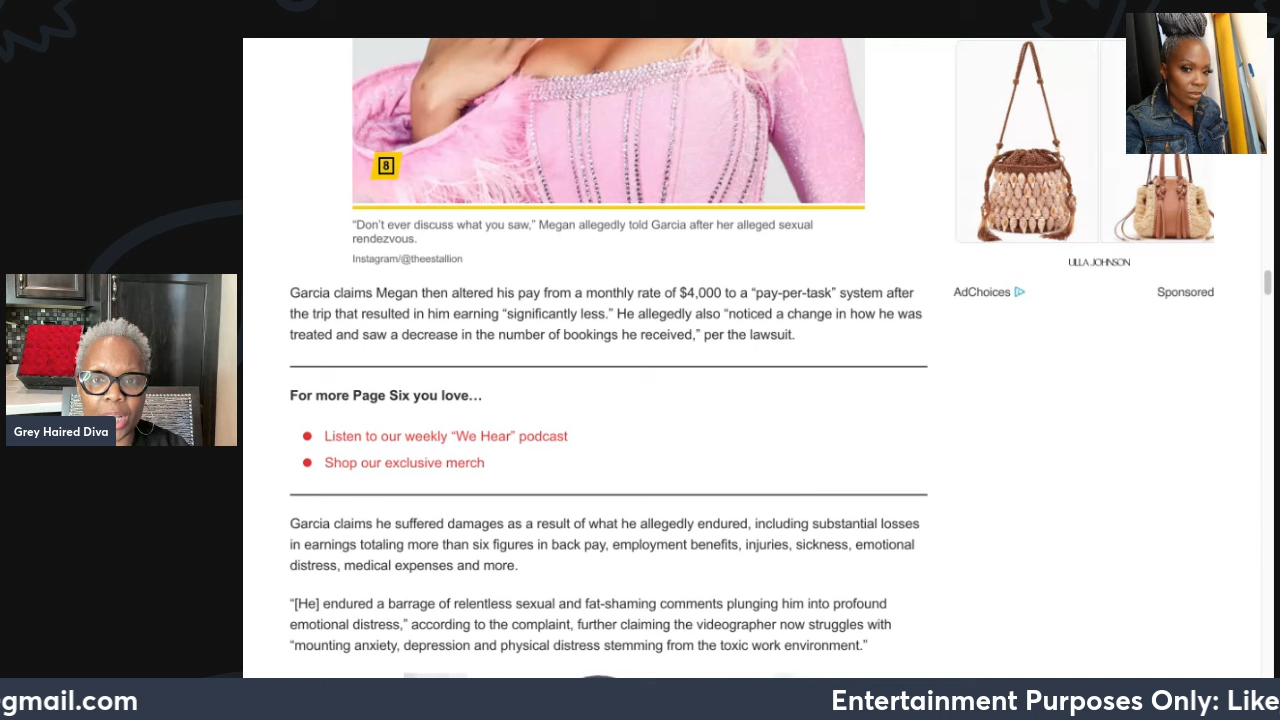 8
“Don’t ever discuss what you saw,” Megan allegedly told Garcia after her alleged sexual
rendezvous.
Instagram/@theestallion
ULLA JOHNSON
AdChoices
Sponsored
Garcia claims Megan then altered his pay from a monthly rate of $4,000 to a “pay-per-task” system after
the trip that resulted in him earning “significantly less.” He allegedly also “noticed a change in how he was
treated and saw a decrease in the number of bookings he received,” per the lawsuit.
For more Page Six you love…
Listen to our weekly “We Hear” podcast
Shop our exclusive merch
Garcia claims he suffered damages as a result of what he allegedly endured, including substantial losses
in earnings totaling more than six figures in back pay, employment benefits, injuries, sickness, emotional
distress, medical expenses and more.
“[He] endured a barrage of relentless sexual and fat-shaming comments plunging him into profound
emotional distress,” according to the complaint, further claiming the videographer now struggles with
“mounting anxiety, depression and physical distress stemming from the toxic work environment.”
Grey Haired Diva
gmail.com
Entertainment Purposes Only: Like